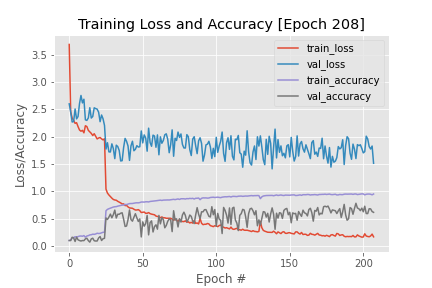 Training Loss and Accuracy [Epoch 208]
train_loss
val_loss
train_accuracy
val_accuracy
3.5
3.0
2.5
2.0
1.5
1.0
0.5
0.0
Loss/Accuracy
0
50
100
150
200
Epoch #